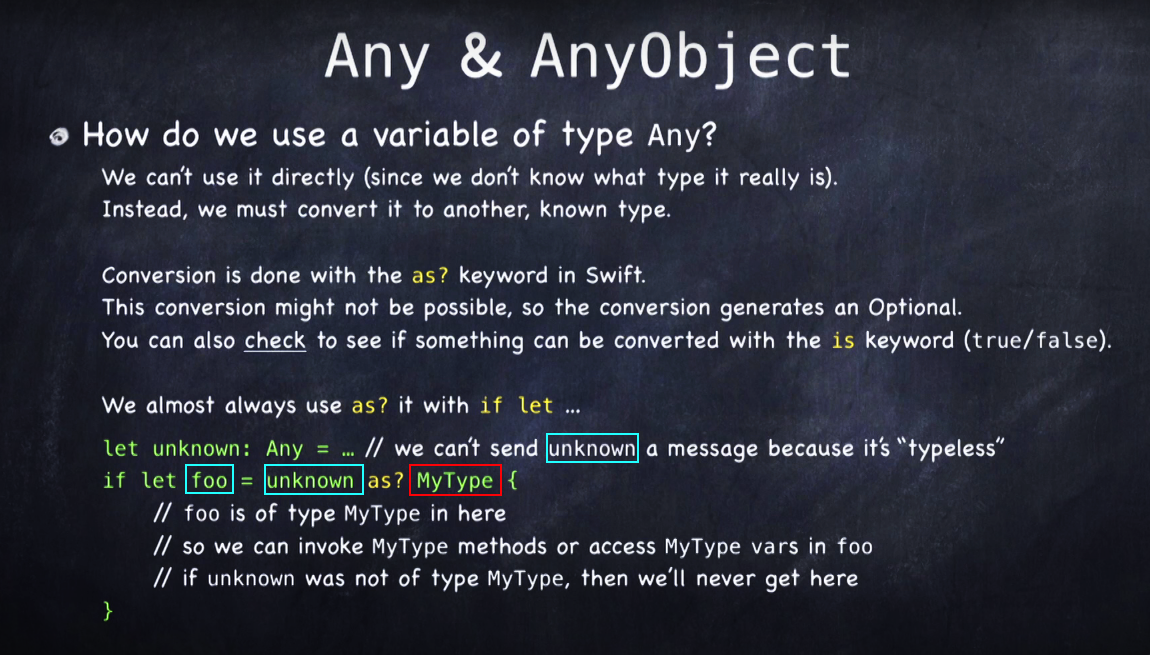 Any & AnyObject
How do we use a variable of type Any?
We can't use it directly (since we don't know what type it really is).
Instead, we must convert it to another, known type.
Conversion is done with the as? keyword in Swift.
This conversion might not be possible, so the conversion generates an Optional.
You can also check to see if something can be converted with the is keyword (true/false).
We almost always use as? it with if let …
let unknown: Any = … // we can't send unknown a message because it's “typeless”
if let foo = unknown as? MyType {
// foo is of type MyType in here
// so we can invoke MyType methods or access MyType vars in foo
// if unknown was not of type MyType, then we'll never get here
}